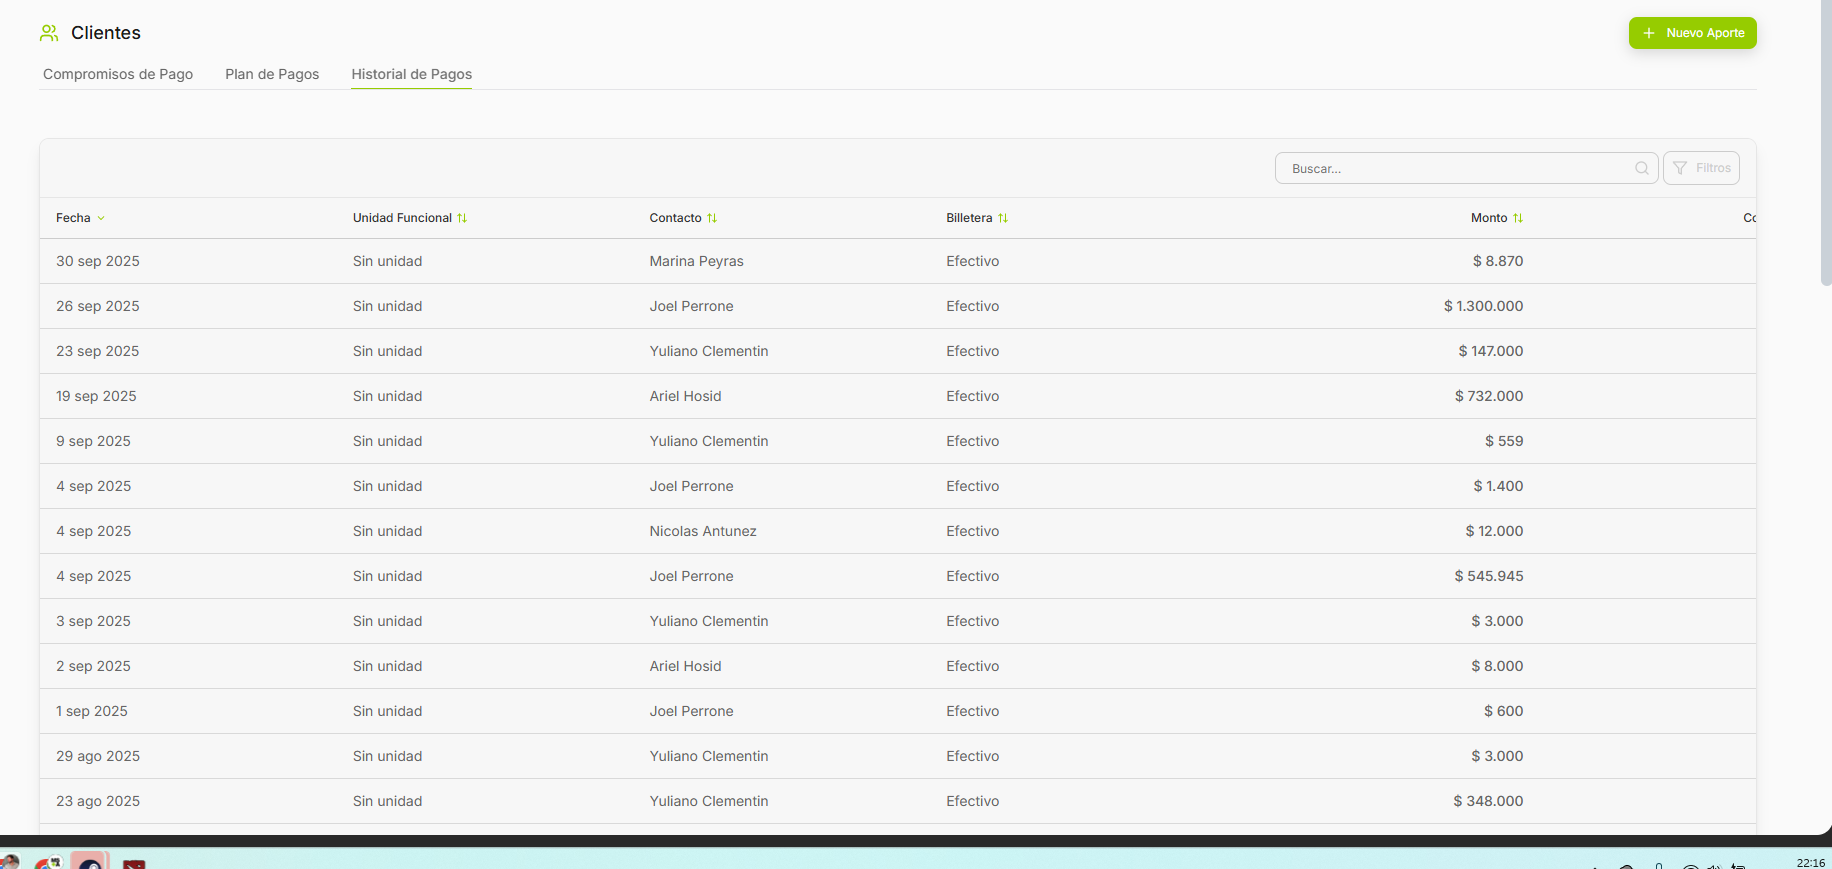 Clientes
+ Nuevo Aporte
Compromisos de Pago Plan de Pagos Historial de Pagos
Buscar... Filtros
Fecha Unidad Funcional Contacto Billetera Monto Co
30 sep 2025 Sin unidad Marina Peyras Efectivo $ 8.870
26 sep 2025 Sin unidad Joel Perrone Efectivo $ 1.300.000
23 sep 2025 Sin unidad Yuliano Clementin Efectivo $ 147.000
19 sep 2025 Sin unidad Ariel Hosid Efectivo $ 732.000
9 sep 2025 Sin unidad Yuliano Clementin Efectivo $ 559
4 sep 2025 Sin unidad Joel Perrone Efectivo $ 1.400
4 sep 2025 Sin unidad Nicolas Antunez Efectivo $ 12.000
4 sep 2025 Sin unidad Joel Perrone Efectivo $ 545.945
3 sep 2025 Sin unidad Yuliano Clementin Efectivo $ 3.000
2 sep 2025 Sin unidad Ariel Hosid Efectivo $ 8.000
1 sep 2025 Sin unidad Joel Perrone Efectivo $ 600
29 ago 2025 Sin unidad Yuliano Clementin Efectivo $ 3.000
23 ago 2025 Sin unidad Yuliano Clementin Efectivo $ 348.000
22:16